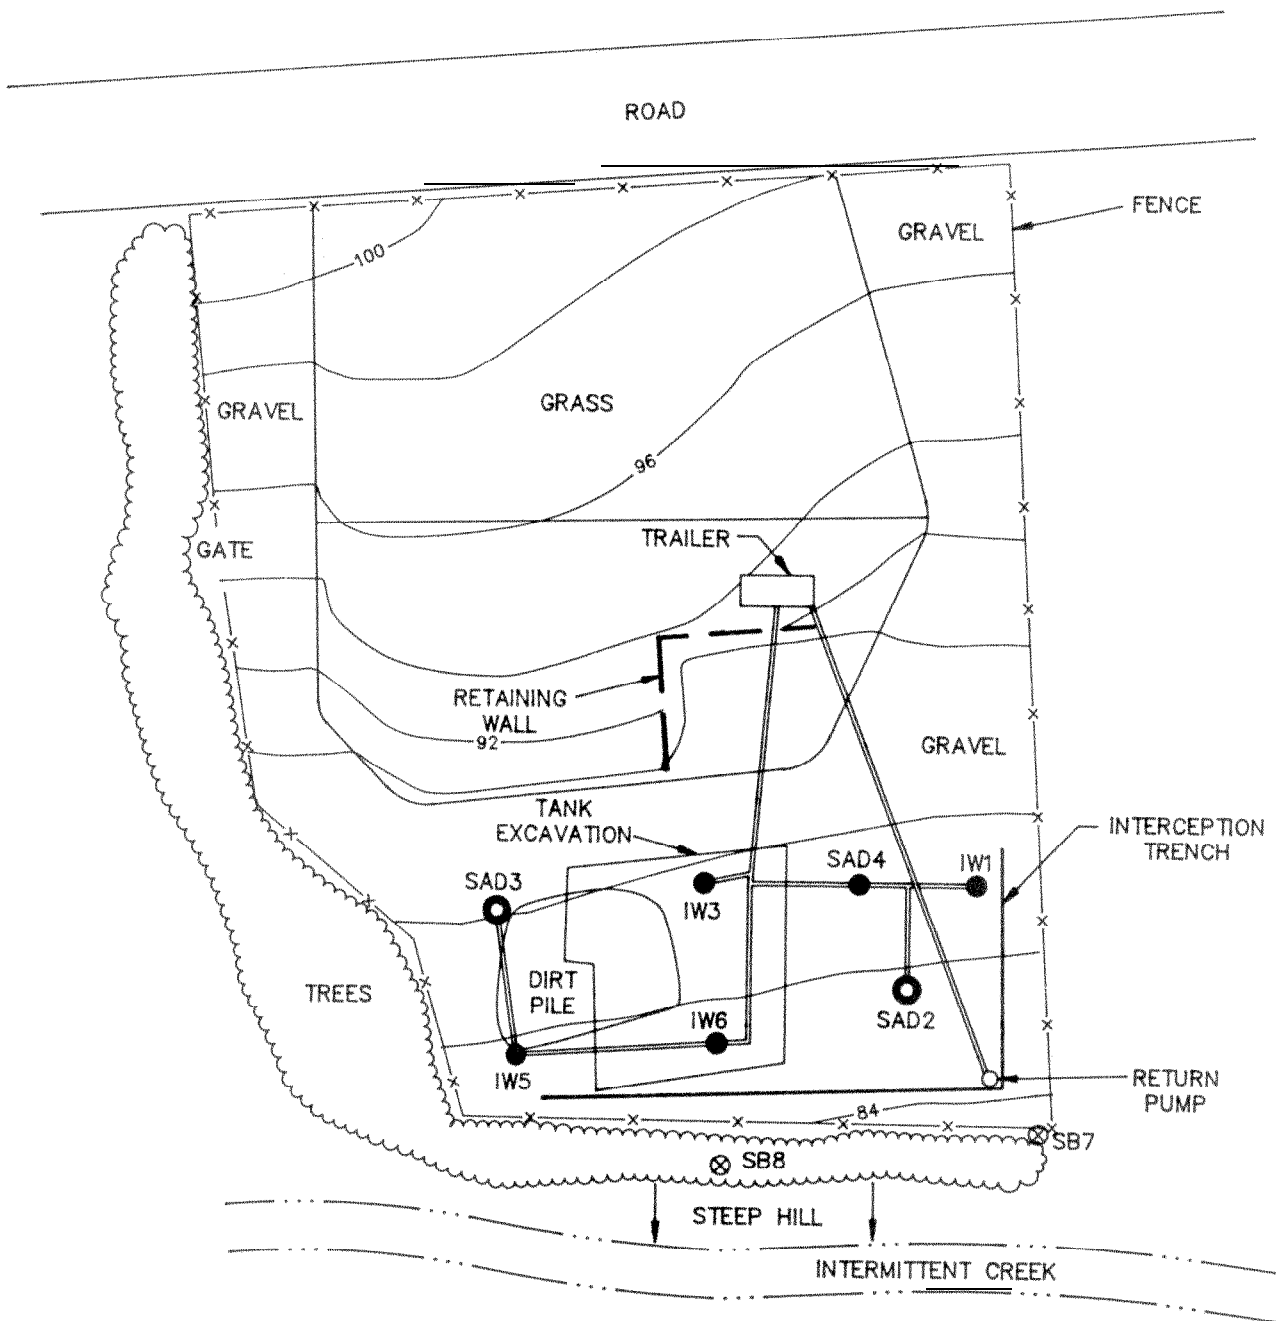 ROAD
FENCE
GRAVEL
100
GRAVEL
GRASS
96
TRAILER
GATE
RETAINING
WALL
92
GRAVEL
TANK
EXCAVATION
INTERCEPTION
TRENCH
SAD4
IW1
SAD3
IW3
DIRT
PILE
TREES
IW6
SAD2
IW5
RETURN
PUMP
84
SB7
SB8
STEEP HILL
INTERMITTENT CREEK